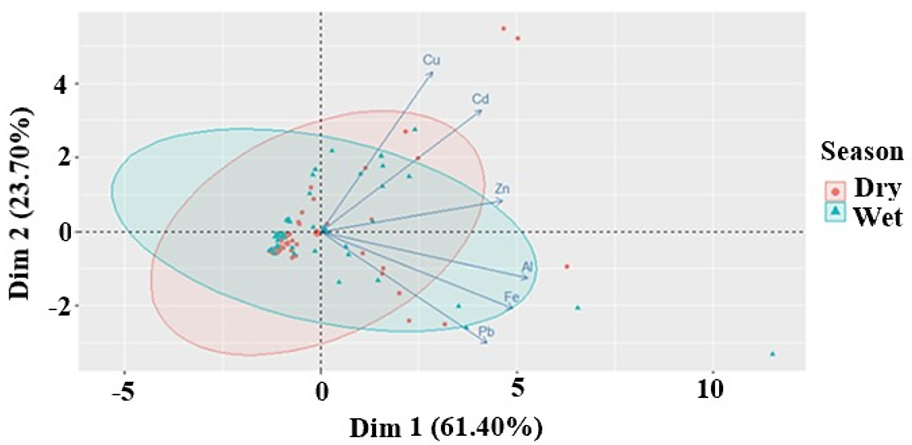 Cu
Cd
Zn
Al
Fe
Pb
4
2
0
-2
-5
0
5
10
Dim 2 (23.70%)
Dim 1 (61.40%)
Season
Dry
Wet